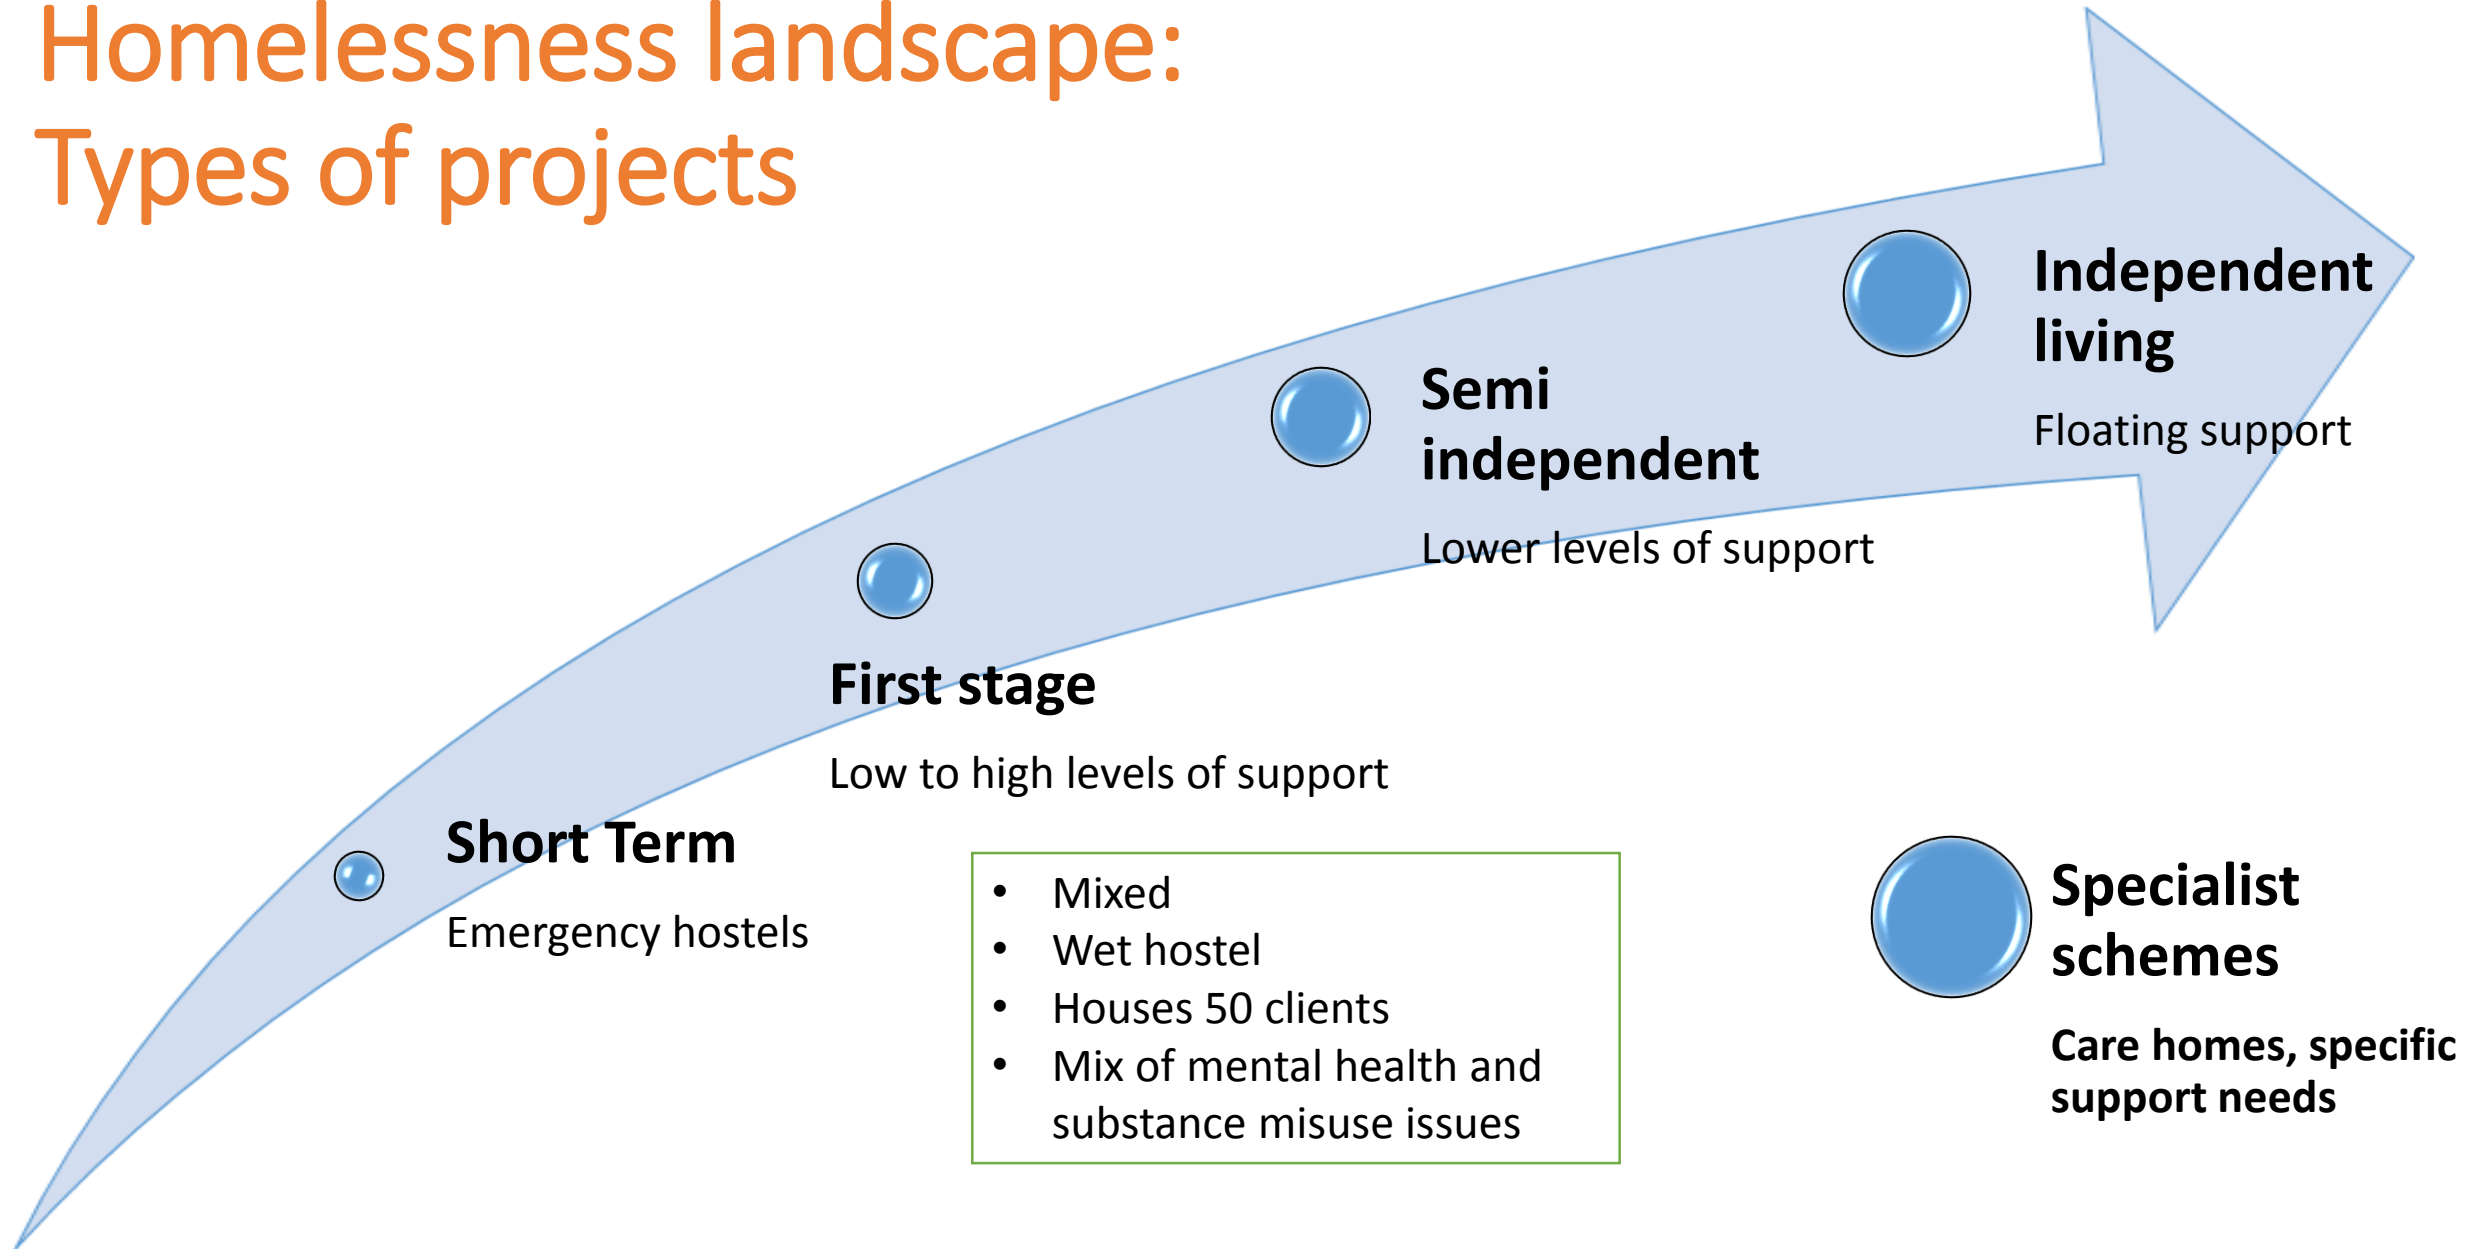 Homelessness landscape:
Types of projects
Short Term
Emergency hostels
First stage
Low to high levels of support
• Mixed
• Wet hostel
• Houses 50 clients
• Mix of mental health and
substance misuse issues
Semi
independent
Lower levels of support
Independent
living
Floating support
Specialist
schemes
Care homes, specific
support needs